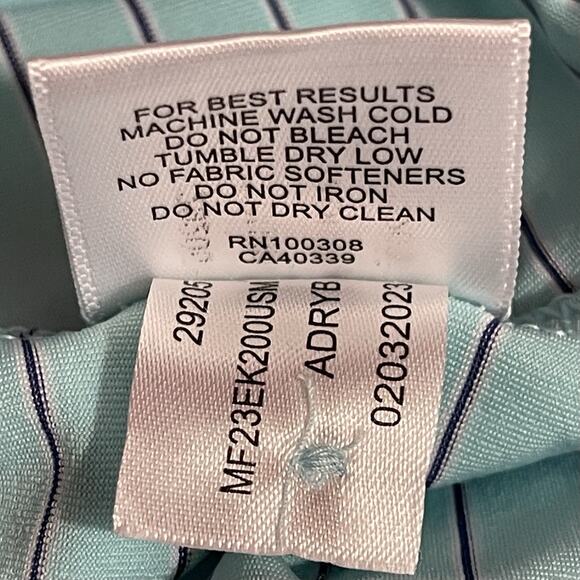 FOR BEST RESULTS
MACHINE WASH COLD
DO NOT BLEACH
TUMBLE DRY LOW
NO FABRIC SOFTENERS
DO NOT IRON
DO NOT DRY CLEAN
RN100308
CA40339
29205
MF23EK200USM
ADRYB
02032023